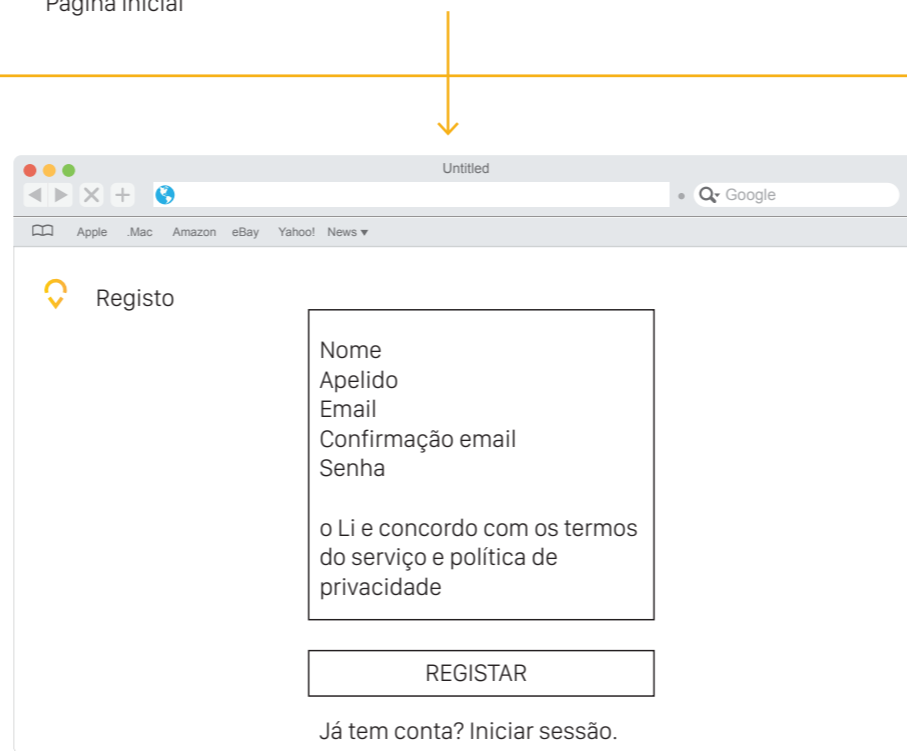 Página inicial
Untitled
Google
Apple .Mac Amazon eBay Yahoo! News
Registo
Nome
Apelido
Email
Confirmação email
Senha
o Li e concordo com os termos
do serviço e política de
privacidade
REGISTAR
Já tem conta? Iniciar sessão.